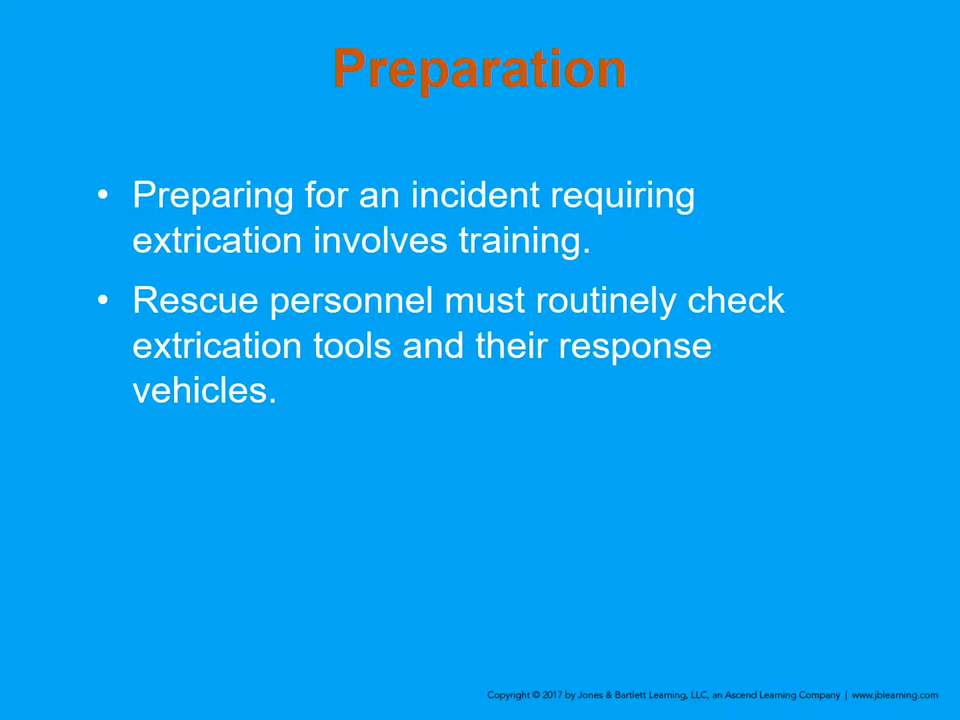 Preparation
• Preparing for an incident requiring
extrication involves training.
• Rescue personnel must routinely check
extrication tools and their response
vehicles.
Copyright © 2017 by Jones & Bartlett Learning, LLC, an Ascend Learning Company | www.jblearning.com